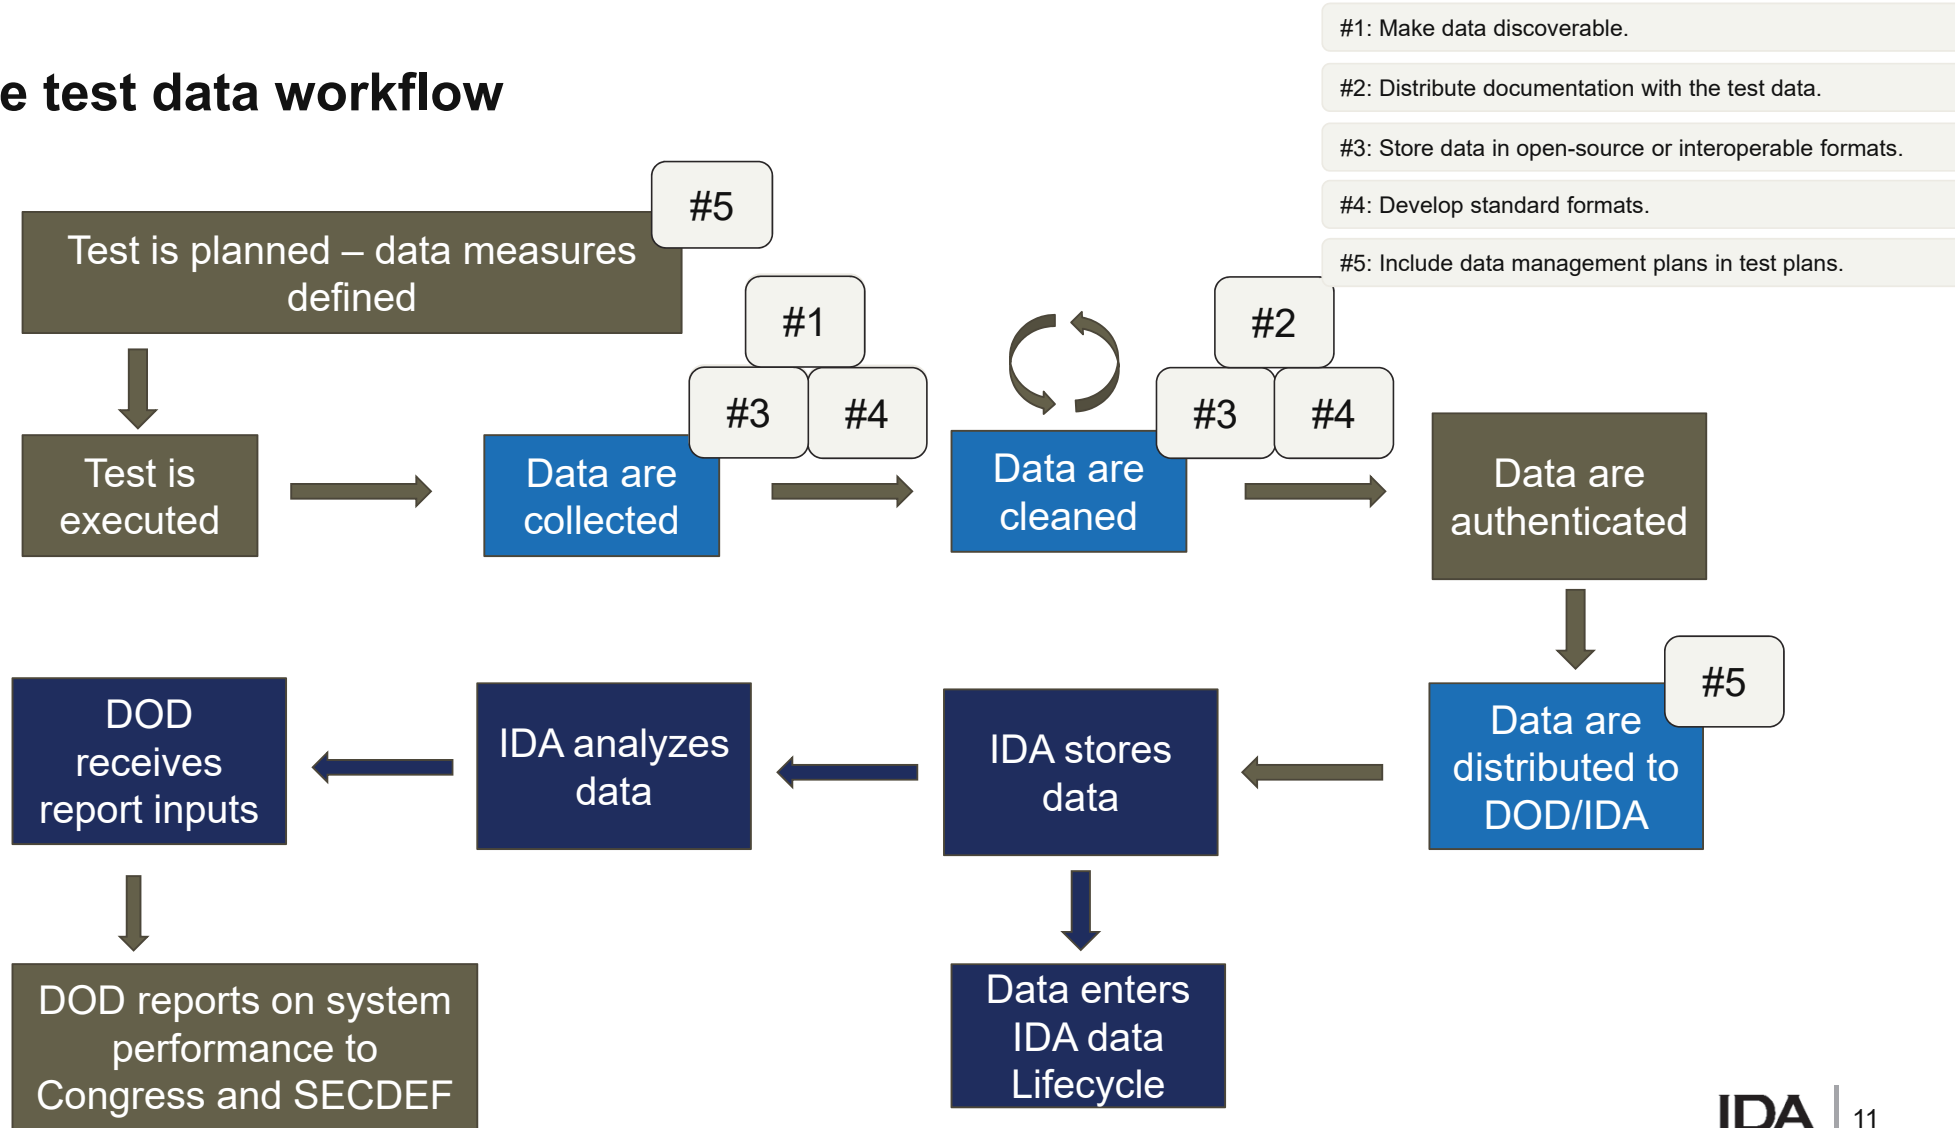 e test data workflow
#1: Make data discoverable.
#2: Distribute documentation with the test data.
#3: Store data in open-source or interoperable formats.
#4: Develop standard formats.
#5: Include data management plans in test plans.
#5
Test is planned – data measures
defined
#1
#3
#4
#2
#3
#4
Test is
executed
Data are
collected
Data are
cleaned
Data are
authenticated
#5
Data are
distributed to
DOD/IDA
IDA stores
data
IDA analyzes
data
DOD
receives
report inputs
DOD reports on system
performance to
Congress and SECDEF
Data enters
IDA data
Lifecycle
IDA
11